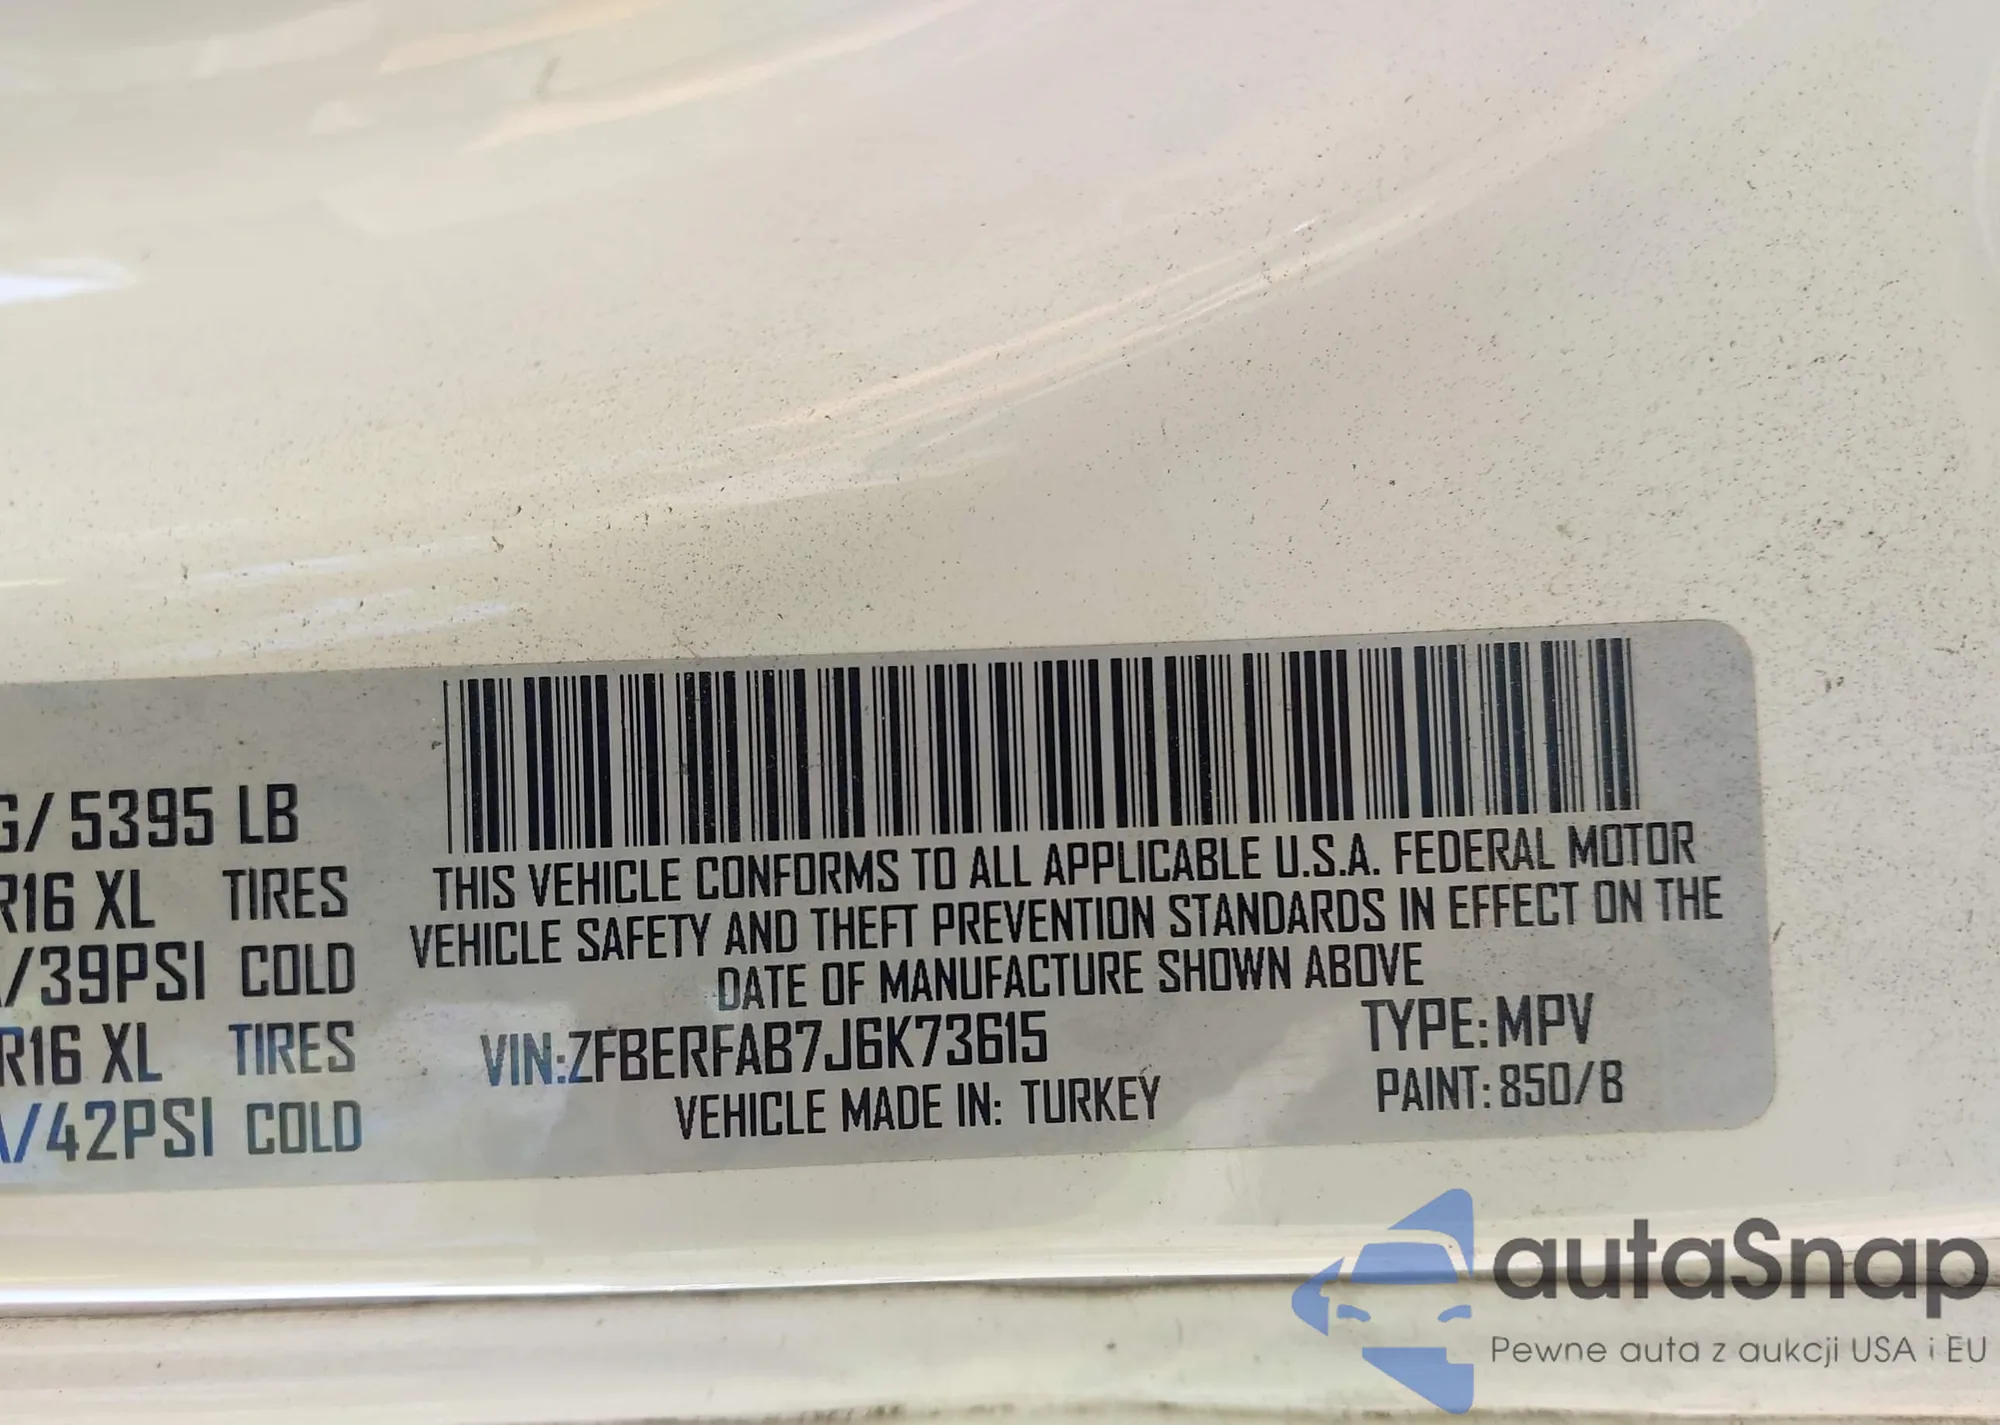 G/ 5395 LB
R16 XL TIRES
/39PSI COLD
R16 XL TIRES
/42PSI COLD
THIS VEHICLE CONFORMS TO ALL APPLICABLE U.S.A. FEDERAL MOTOR
VEHICLE SAFETY AND THEFT PREVENTION STANDARDS IN EFFECT ON THE
DATE OF MANUFACTURE SHOWN ABOVE
VIN:ZFBERFAB7J6K73615
TYPE:MPV
VEHICLE MADE IN: TURKEY
PAINT:850/B
autaSnap
Pewne auta z aukcji USA i EU